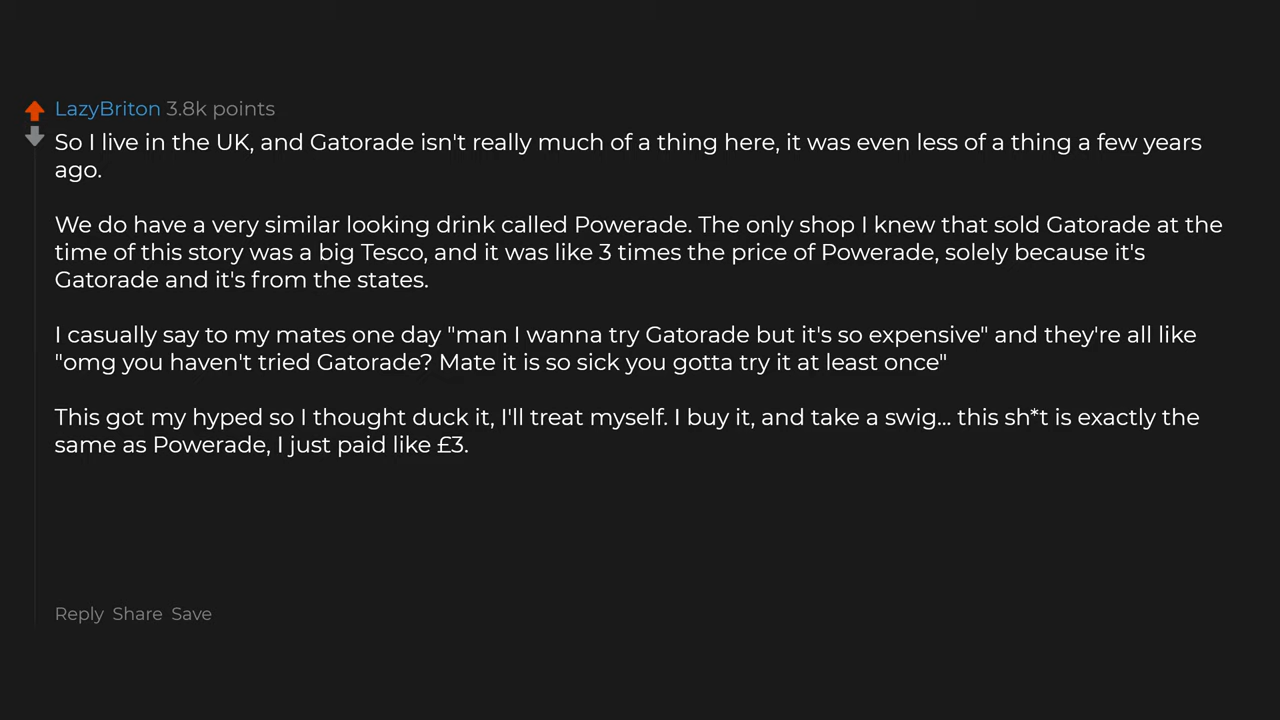 LazyBriton 3.8k points
So I live in the UK, and Gatorade isn't really much of a thing here, it was even less of a thing a few years
ago.
We do have a very similar looking drink called Powerade. The only shop I knew that sold Gatorade at the
time of this story was a big Tesco, and it was like 3 times the price of Powerade, solely because it's
Gatorade and it's from the states.
I casually say to my mates one day "man I wanna try Gatorade but it's so expensive" and they're all like
"omg you haven't tried Gatorade? Mate it is so sick you gotta try it at least once"
This got my hyped so I thought duck it, I'll treat myself. I buy it, and take a swig... this sh*t is exactly the
same as Powerade, I just paid like £3.
Reply Share Save